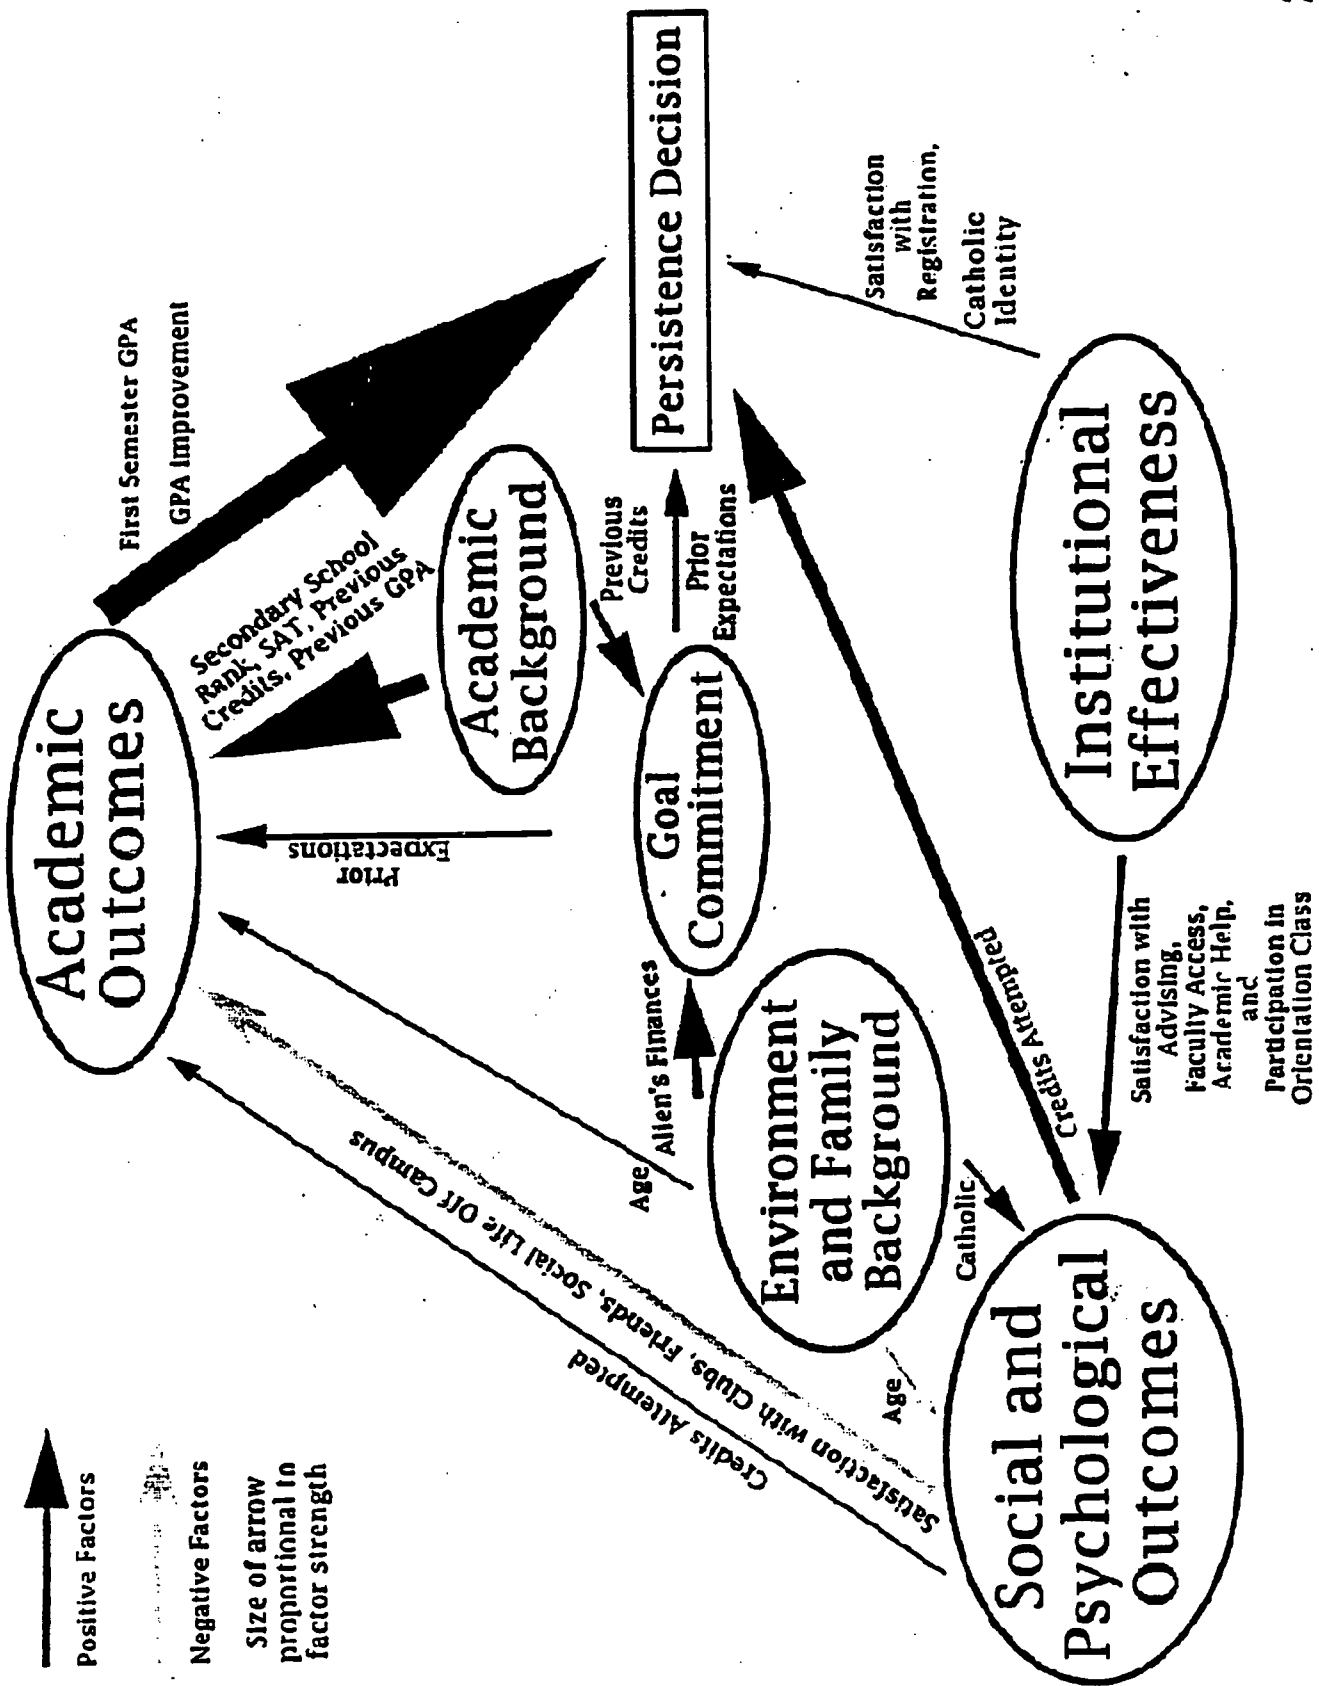 Positive Factors
Negative Factors
Size of arrow
proportional to
factor strength
Academic
Outcomes
First Semester GPA
GPA Improvement
Secondary School
Rank, SAT, Previous
Credits, Previous GPA
Prior
Expectations
Academic
Background
Previous
Credits
Persistence Decision
Prior
Expectations
Goal
Commitment
Allen's Finances
Age
Environment
and Family
Background
Satisfaction with Clubs, Friends, Social Life Off Campus
Credits Attempted
Age
Catholic
Credits Attempted
Social and
Psychological
Outcomes
Satisfaction with
Advising,
Faculty Access,
Academic Help,
and
Participation in
Orientation Class
Institutional
Effectiveness
Satisfaction
with
Registration,
Catholic
Identity